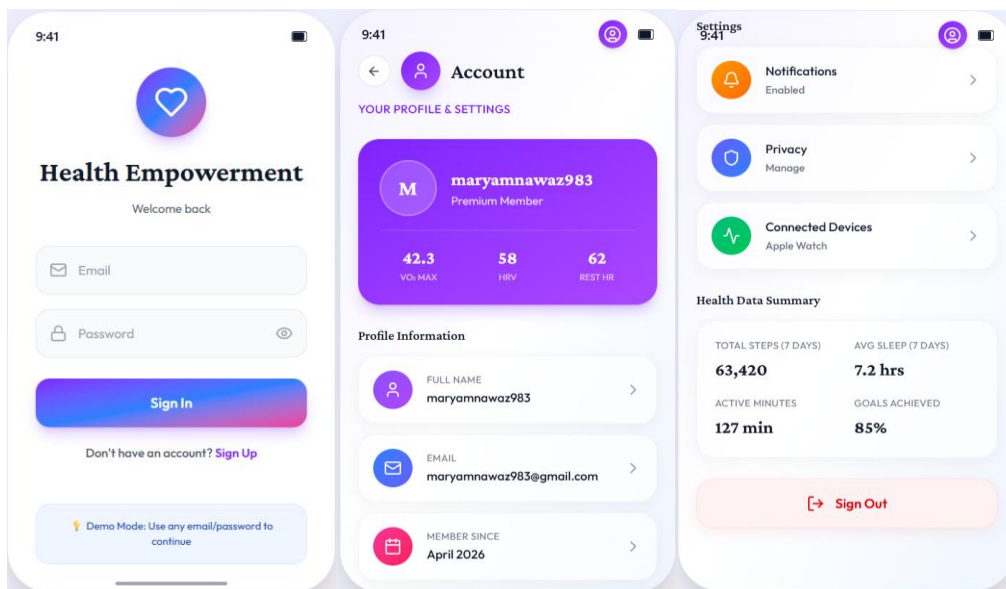 9:41
Health Empowerment
Welcome back
Email
Password
Sign In
Don't have an account? Sign Up
💡 Demo Mode: Use any email/password to
continue
9:41
Account
YOUR PROFILE & SETTINGS
M
maryamnawaz983
Premium Member
42.3 58 62
VO₂ MAX HRV REST HR
Profile Information
FULL NAME
maryamnawaz983
EMAIL
maryamnawaz983@gmail.com
MEMBER SINCE
April 2026
Settings
9:41
Notifications
Enabled
Privacy
Manage
Connected Devices
Apple Watch
Health Data Summary
TOTAL STEPS (7 DAYS) AVG SLEEP (7 DAYS)
63,420 7.2 hrs
ACTIVE MINUTES GOALS ACHIEVED
127 min 85%
Sign Out